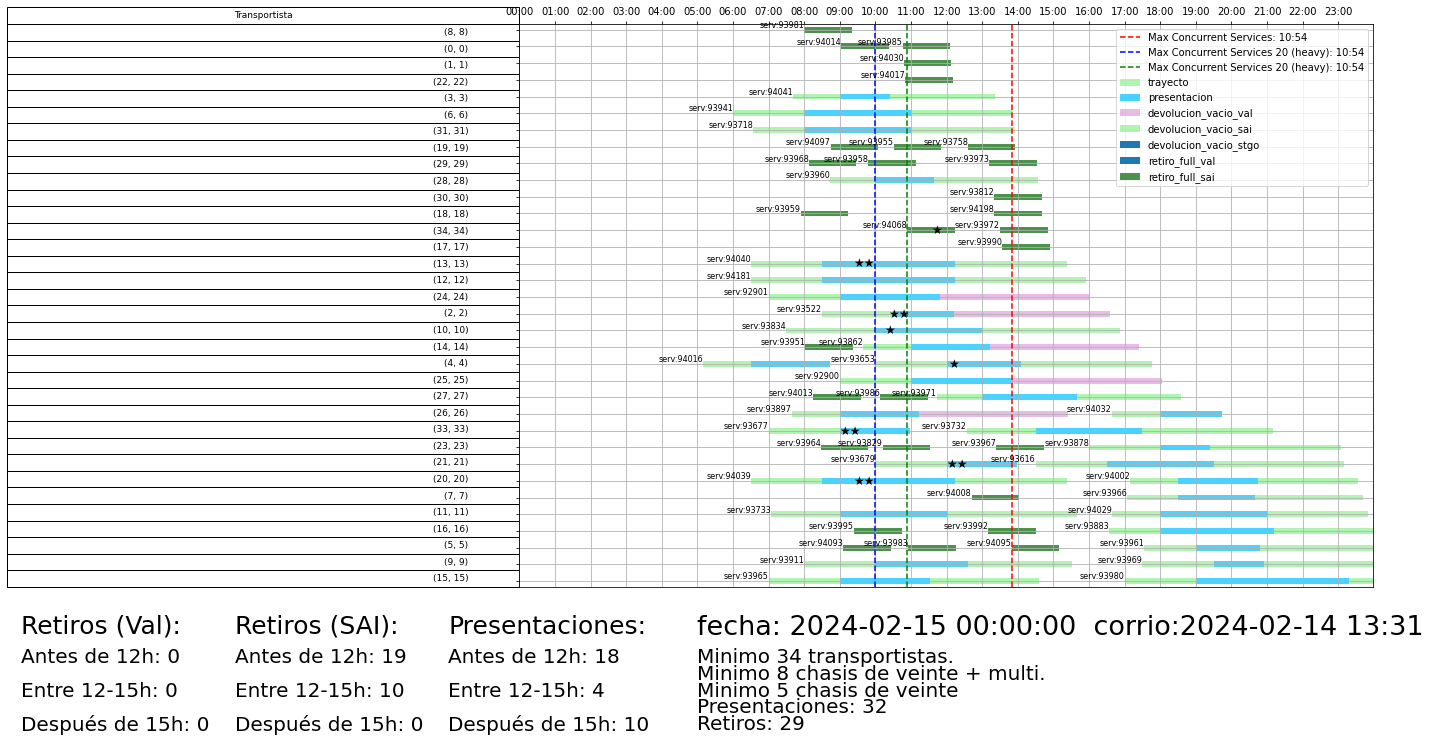 Transportista
00:00 01:00 02:00 03:00 04:00 05:00 06:00 07:00 08:00 09:00 10:00 11:00 12:00 13:00 14:00 15:00 16:00 17:00 18:00 19:00 20:00 21:00 22:00 23:00
(8, 8) serv:93981
(0, 0) serv:94014 serv:93985
(1, 1) serv:94030
(22, 22) serv:94017
(3, 3) serv:94041
(6, 6) serv:93941
(31, 31) serv:93718
(19, 19) serv:94097 serv:93955 serv:93758
(29, 29) serv:93968 serv:93958 serv:93973
(28, 28) serv:93960
(30, 30) serv:93812
(18, 18) serv:93959 serv:94198
(34, 34) serv:94068 serv:93972
(17, 17) serv:93990
(13, 13) serv:94040
(12, 12) serv:94181
(24, 24) serv:92901
(2, 2) serv:93522
(10, 10) serv:93834
(14, 14) serv:93951 serv:93862
(4, 4) serv:94016 serv:93653
(25, 25) serv:92900
(27, 27) serv:94013 serv:93986 serv:93971
(26, 26) serv:93897 serv:94032
(33, 33) serv:93677 serv:93732
(23, 23) serv:93964 serv:93829 serv:93967 serv:93878
(21, 21) serv:93679 serv:93616
(20, 20) serv:94039 serv:94002
(7, 7) serv:94008 serv:93966
(11, 11) serv:93733 serv:94029
(16, 16) serv:93995 serv:93992 serv:93883
(5, 5) serv:94093 serv:93983 serv:94095 serv:93961
(9, 9) serv:93911 serv:93969
(15, 15) serv:93965 serv:93980
Max Concurrent Services: 10:54
Max Concurrent Services 20 (heavy): 10:54
Max Concurrent Services 20 (heavy): 10:54
trayecto
presentacion
devolucion_vacio_val
devolucion_vacio_sai
devolucion_vacio_stgo
retiro_full_val
retiro_full_sai
Retiros (Val):
Antes de 12h: 0
Entre 12-15h: 0
Después de 15h: 0
Retiros (SAI):
Antes de 12h: 19
Entre 12-15h: 10
Después de 15h: 0
Presentaciones:
Antes de 12h: 18
Entre 12-15h: 4
Después de 15h: 10
fecha: 2024-02-15 00:00:00 corrio:2024-02-14 13:31
Minimo 34 transportistas.
Minimo 8 chasis de veinte + multi.
Minimo 5 chasis de veinte
Presentaciones: 32
Retiros: 29